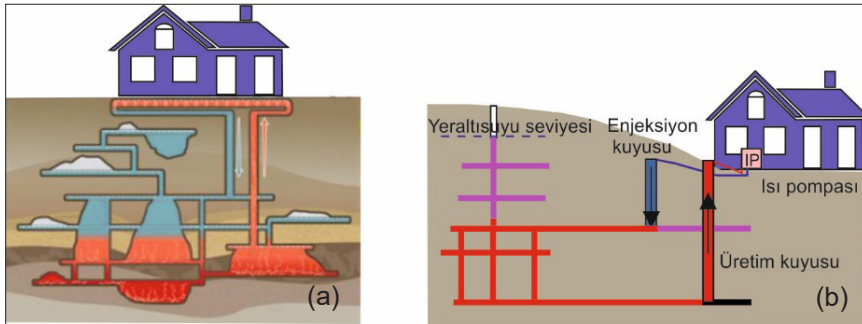 (a)
Yeraltısuyu seviyesi
Enjeksiyon
kuyusu
IP
Isı pompası
Üretim kuyusu
(b)